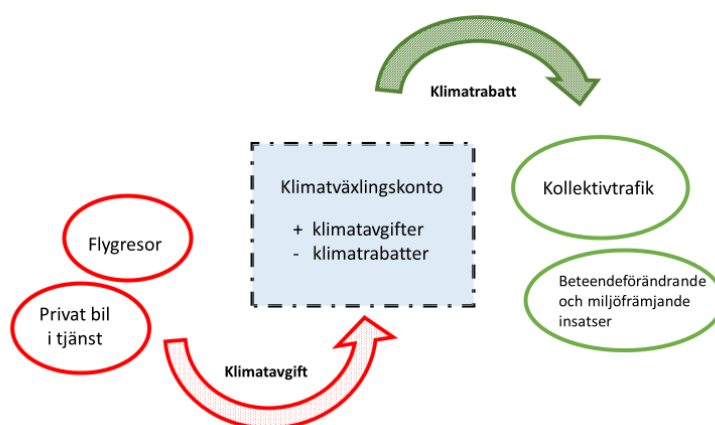 Klimatrabatt
Klimatväxlingskonto
+ klimatavgifter
- klimatrabatter
Kollektivtrafik
Flygresor
Beteendeförändrande
och miljöfrämjande
insatser
Privat bil
i tjänst
Klimatavgift